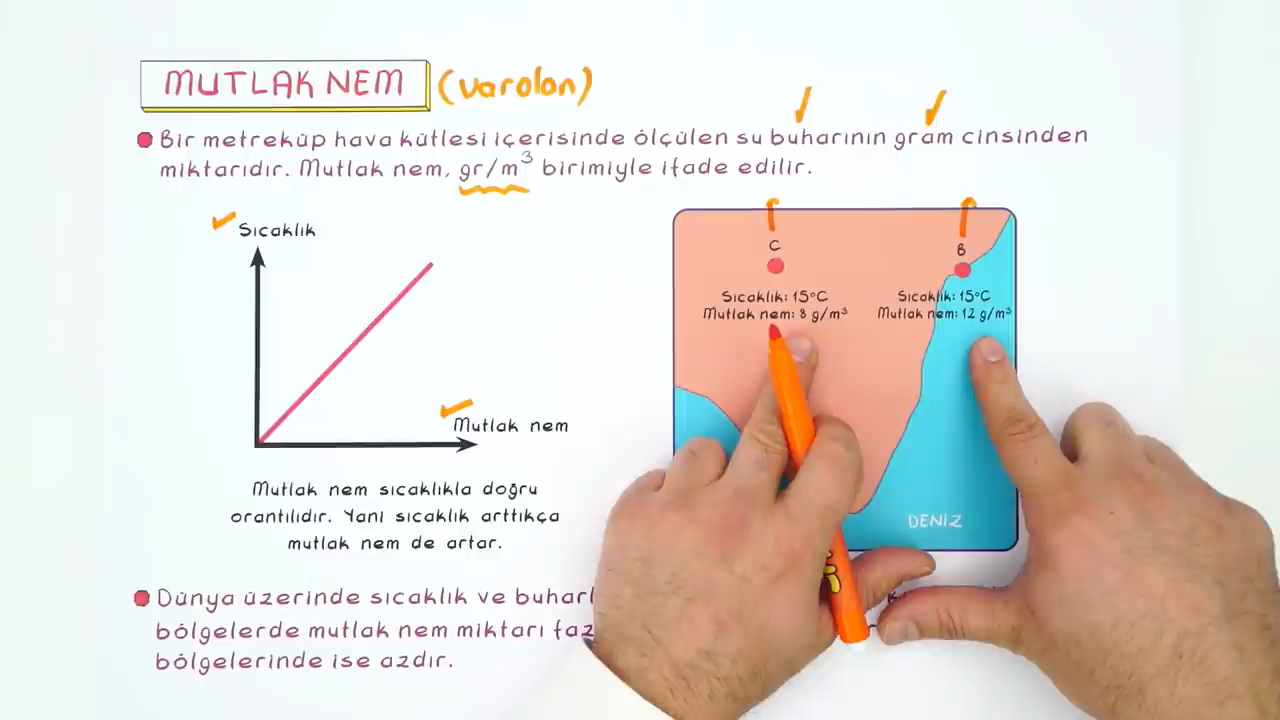 MUTLAK NEM (varolan)
Bir metreküp hava kütlesi içerisinde ölçülen su buharının gram cinsinden
miktarıdır. Mutlak nem, gr/m³ birimiyle ifade edilir.
Sıcaklık
Mutlak nem
Mutlak nem sıcaklıkla doğru
orantılıdır. Yani sıcaklık arttıkça
mutlak nem de artar.
C
Sıcaklık: 15°C
Mutlak nem: 8 g/m³
B
Sıcaklık: 15°C
Mutlak nem: 12 g/m³
DENİZ
Dünya üzerinde sıcaklık ve
bölgelerde mutlak nem miktarı
bölgelerinde ise azdır.